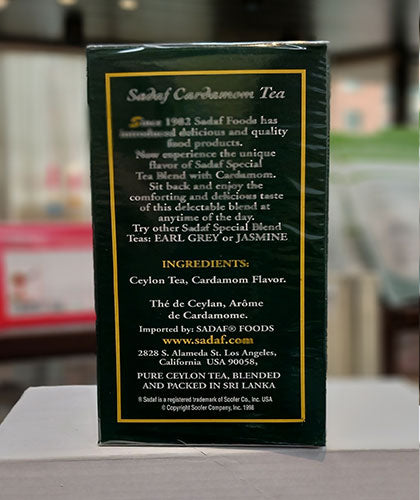 Sadaf Cardamom Tea
Since 1982 Sadaf Foods has
introduced delicious and quality
food products.
Now experience the unique
flavor of Sadaf Special
Tea Blend with Cardamom.
Sit back and enjoy the
comforting and delicious taste
of this delectable blend at
anytime of the day.
Try other Sadaf Special Blend
Teas: EARL GREY or JASMINE
INGREDIENTS:
Ceylon Tea, Cardamom Flavor.
Thé de Ceylan, Arôme
de Cardamome.
Imported by: SADAF® FOODS
www.sadaf.com
2828 S. Alameda St. Los Angeles,
California USA 90058,
PURE CEYLON TEA, BLENDED
AND PACKED IN SRI LANKA
® Sadaf is a registered trademark of Soofer Co., Inc. USA
© Copyright Soofer Company, Inc. 1998